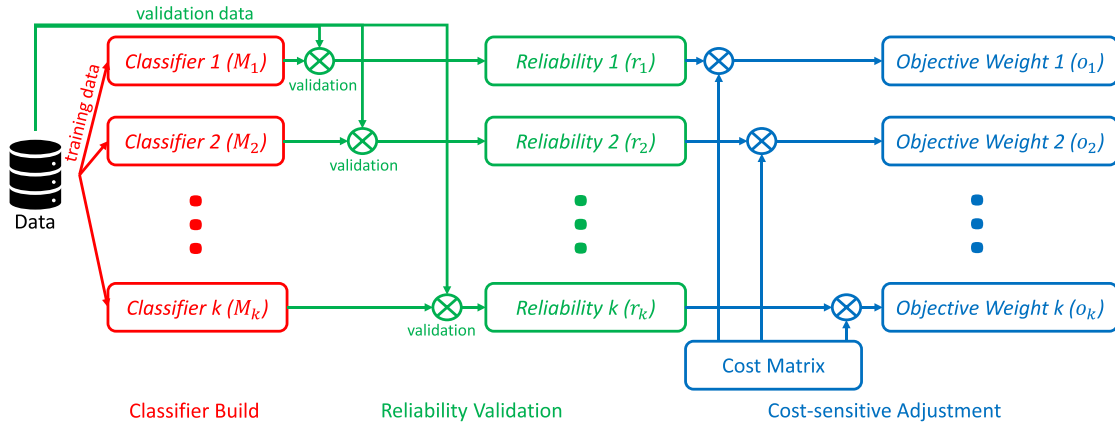 validation data
training data
Data
Classifier 1 (M₁)
validation
Reliability 1 (r₁)
Objective Weight 1 (o₁)
Classifier 2 (M₂)
validation
Reliability 2 (r₂)
Objective Weight 2 (o₂)
Classifier k (Mₖ)
validation
Reliability k (rₖ)
Objective Weight k (oₖ)
Cost Matrix
Classifier Build
Reliability Validation
Cost-sensitive Adjustment